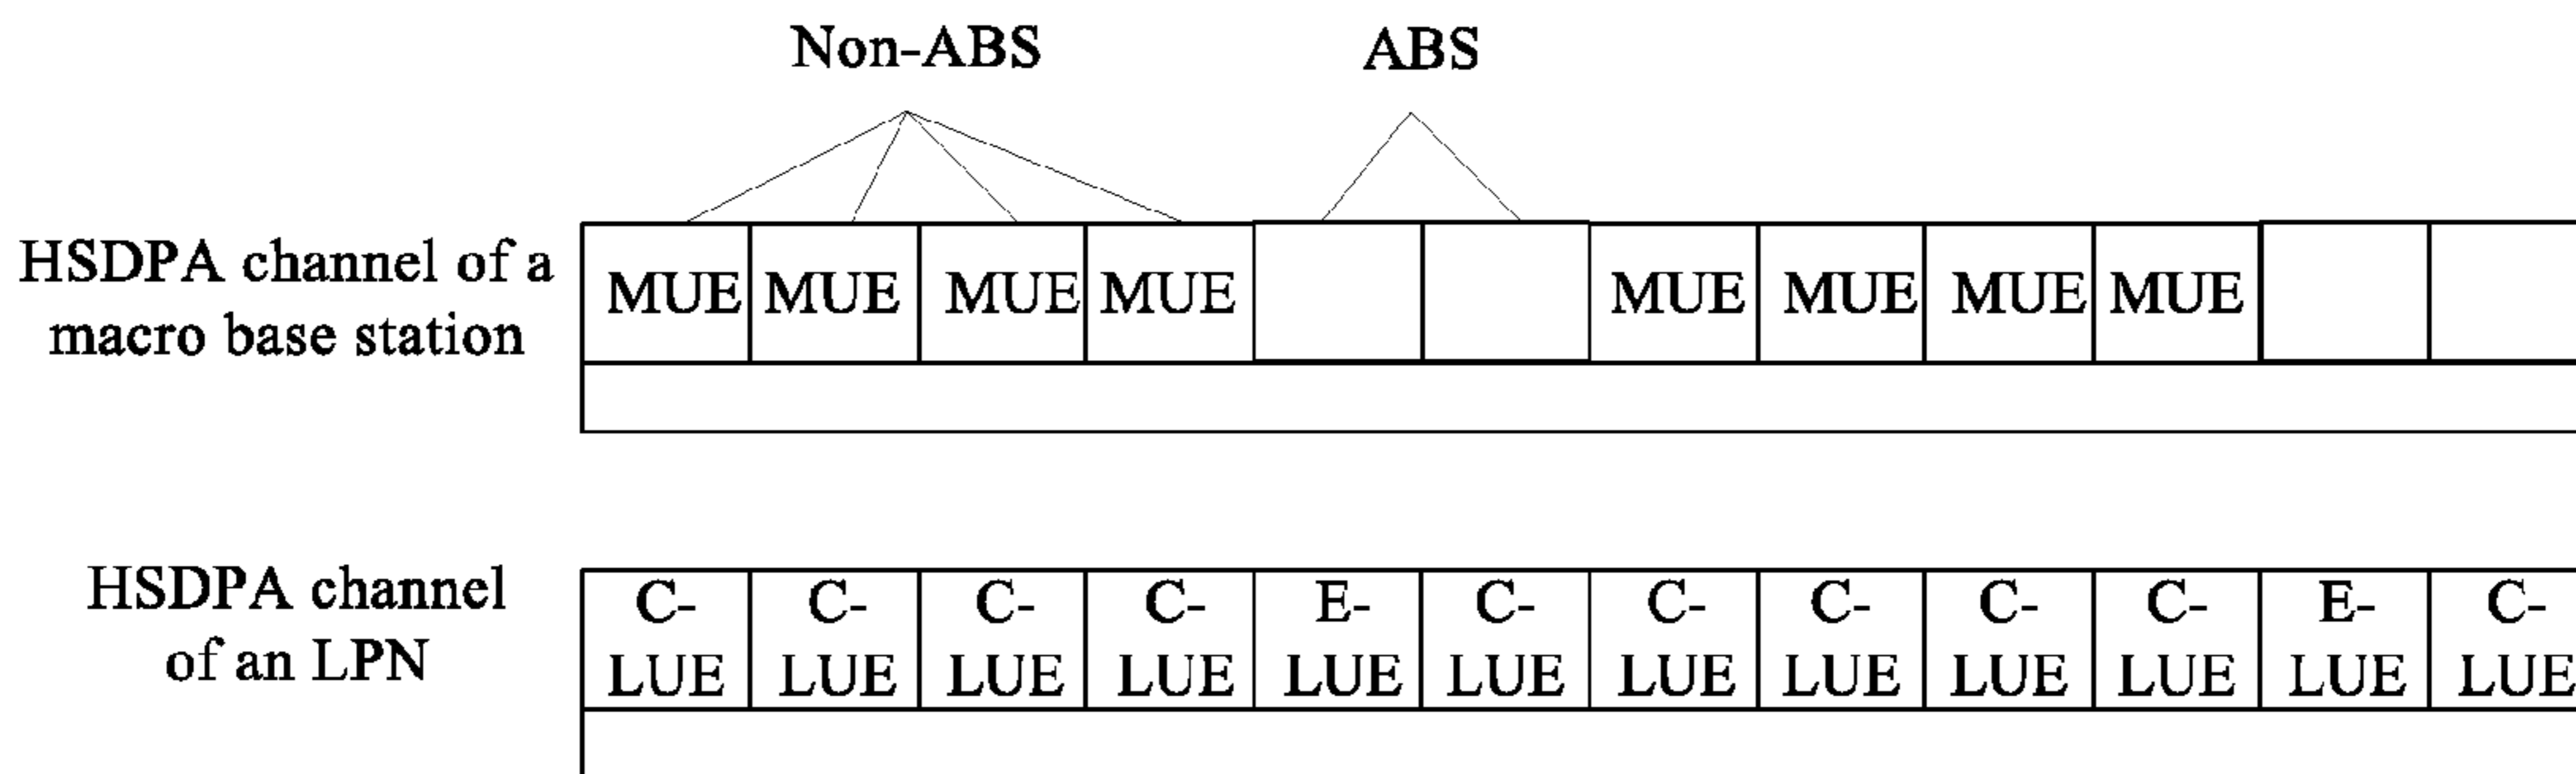 Non-ABS ABS
HSDPA channel of a
macro base station
MUE MUE MUE MUE MUE MUE MUE MUE
HSDPA channel
of an LPN
C- C- C- C- E- C- C- C- C- C- E- C-
LUE LUE LUE LUE LUE LUE LUE LUE LUE LUE LUE LUE